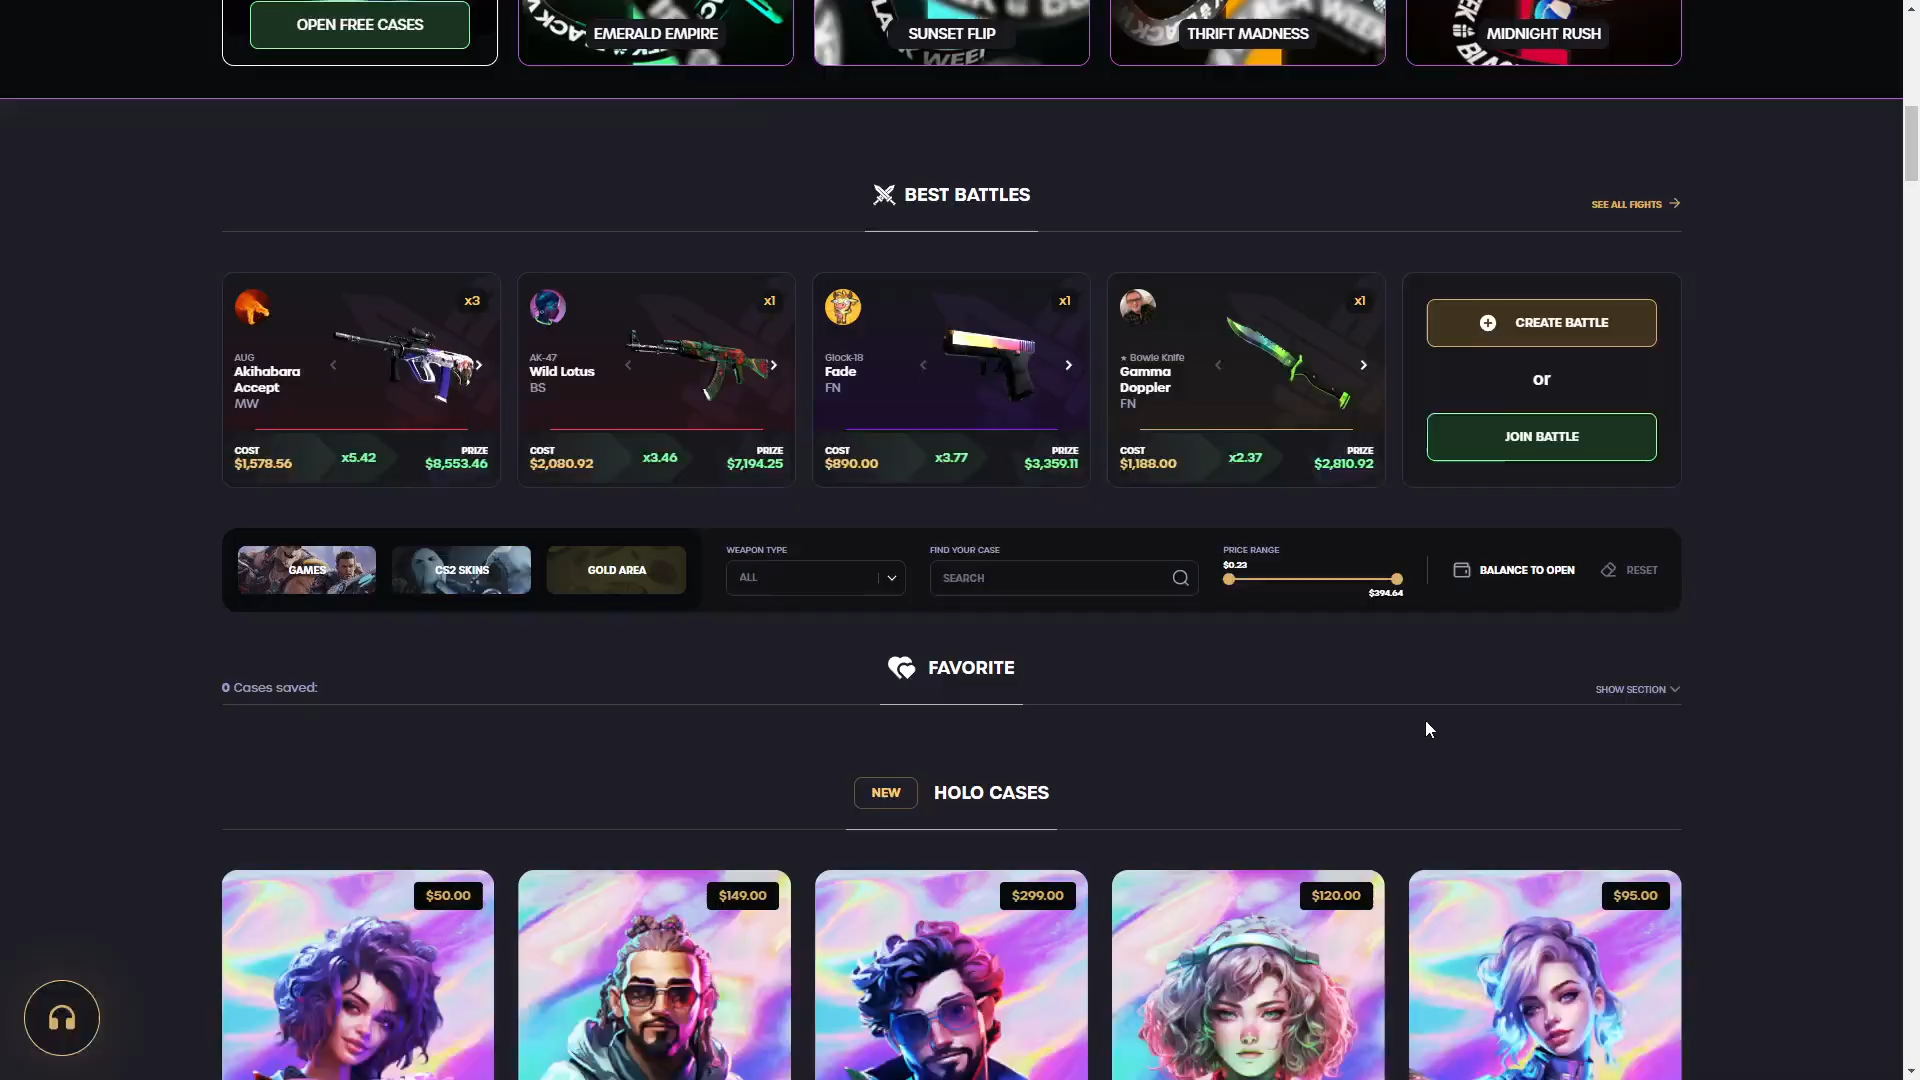 OPEN FREE CASES
EMERALD EMPIRE
SUNSET FLIP
THRIFT MADNESS
MIDNIGHT RUSH
BEST BATTLES
SEE ALL FIGHTS
x3
AUG
Akihabara
Accept
MW
COST
$1,578.56
x5.42
PRIZE
$8,553.46
x1
AK-47
Wild Lotus
BS
COST
$2,080.92
x3.46
PRIZE
$7,194.25
x1
Glock-18
Fade
FN
COST
$890.00
x3.77
PRIZE
$3,359.11
x1
★ Bowie Knife
Gamma
Doppler
FN
COST
$1,188.00
x2.37
PRIZE
$2,810.92
CREATE BATTLE
or
JOIN BATTLE
GAMES
CS2 SKINS
GOLD AREA
WEAPON TYPE
ALL
FIND YOUR CASE
SEARCH
PRICE RANGE
$0.23
$394.64
BALANCE TO OPEN
RESET
FAVORITE
0 Cases saved:
SHOW SECTION
NEW
HOLO CASES
$50.00
$149.00
$299.00
$120.00
$95.00